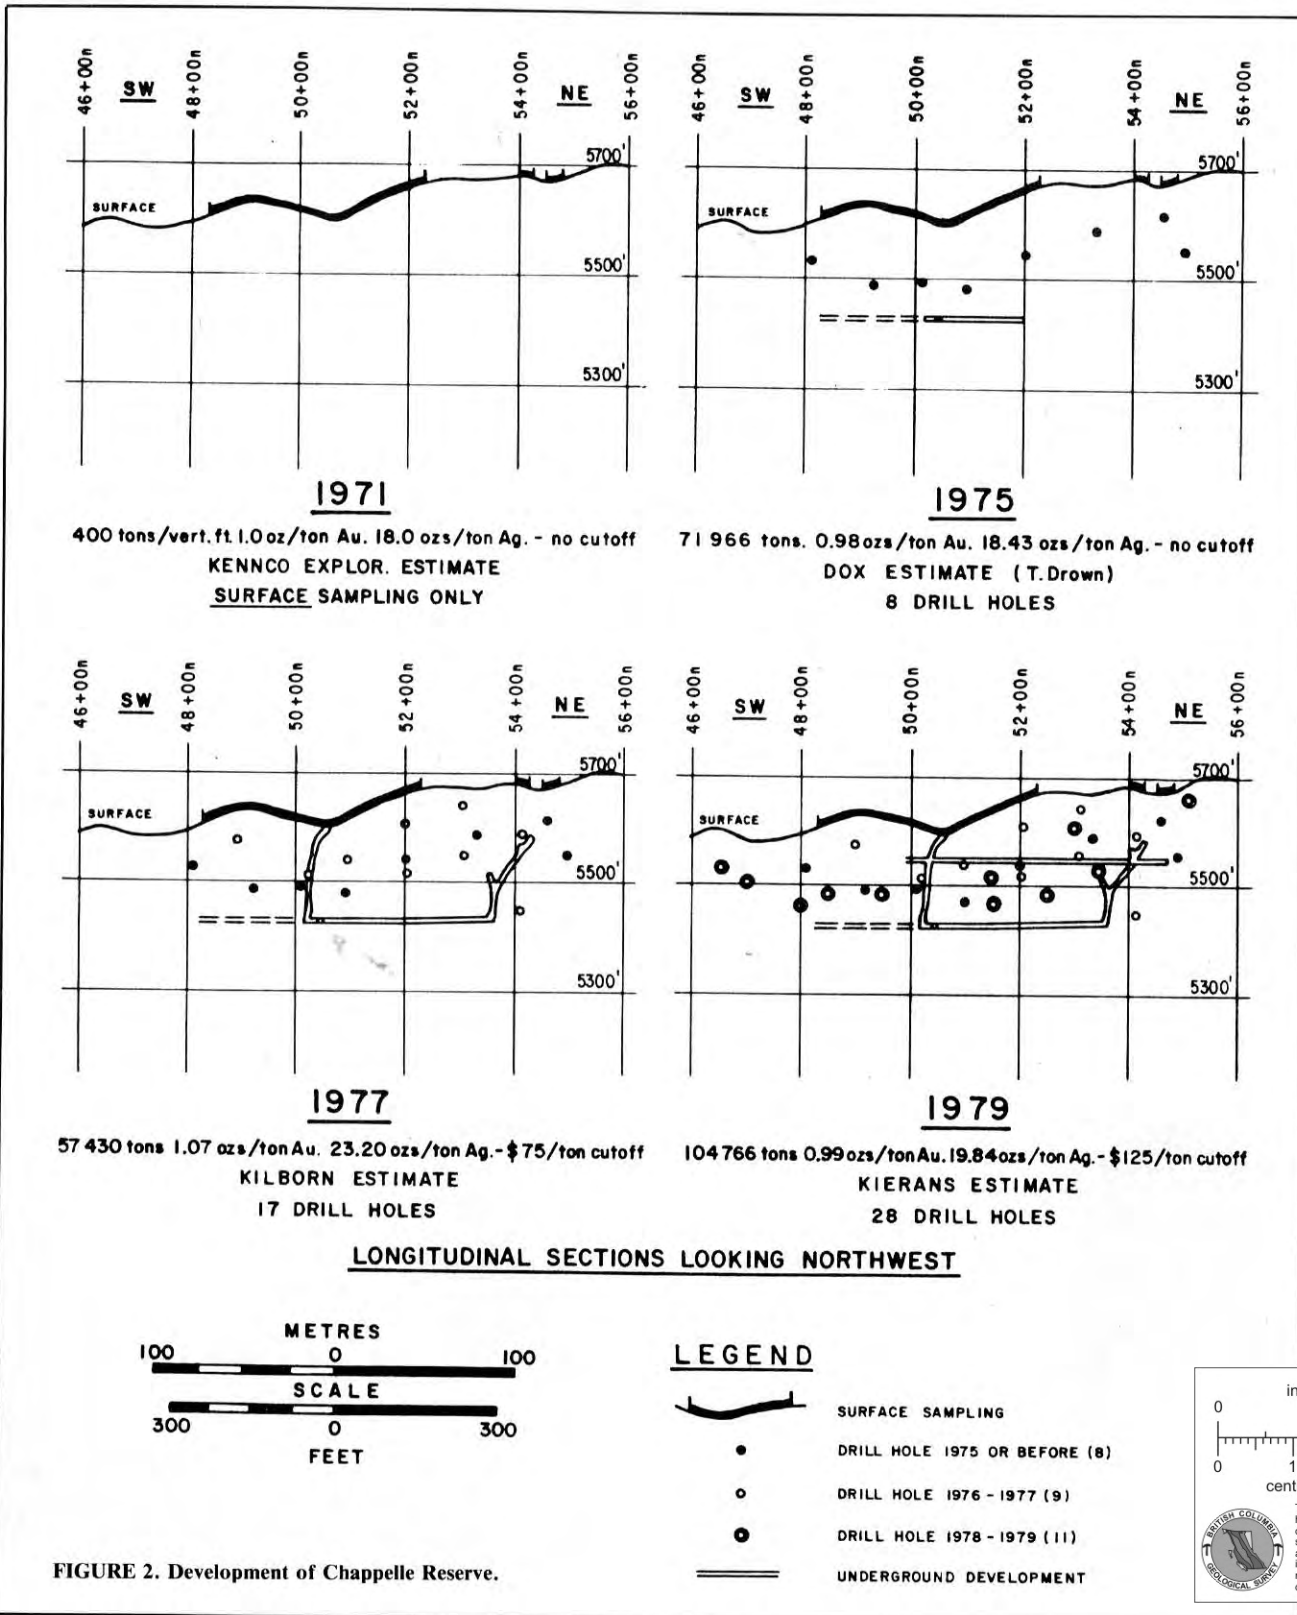 46+00n SW 48+00n 50+00n 52+00n 54+00n NE 56+00n
5700'
SURFACE
5500'
5300'
1971
400 tons/vert. ft. 1.0 oz/ton Au. 18.0 ozs/ton Ag. - no cutoff
KENNCO EXPLOR. ESTIMATE
SURFACE SAMPLING ONLY
46+00n SW 48+00n 50+00n 52+00n 54+00n NE 56+00n
5700'
SURFACE
5500'
5300'
1975
71 966 tons. 0.98 ozs/ton Au. 18.43 ozs/ton Ag. - no cutoff
DOX ESTIMATE (T. Drown)
8 DRILL HOLES
46+00n SW 48+00n 50+00n 52+00n 54+00n NE 56+00n
5700'
SURFACE
5500'
5300'
1977
57 430 tons 1.07 ozs/ton Au. 23.20 ozs/ton Ag. - $75/ton cutoff
KILBORN ESTIMATE
17 DRILL HOLES
46+00n SW 48+00n 50+00n 52+00n 54+00n NE 56+00n
5700'
SURFACE
5500'
5300'
1979
104 766 tons 0.99 ozs/ton Au. 19.84 ozs/ton Ag. - $125/ton cutoff
KIERANS ESTIMATE
28 DRILL HOLES
LONGITUDINAL SECTIONS LOOKING NORTHWEST
METRES
100 0 100
SCALE
300 0 300
FEET
LEGEND
SURFACE SAMPLING
DRILL HOLE 1975 OR BEFORE (8)
DRILL HOLE 1976 - 1977 (9)
DRILL HOLE 1978 - 1979 (11)
UNDERGROUND DEVELOPMENT
FIGURE 2. Development of Chappelle Reserve.
in
0
0 1
cent
BRITISH COLUMBIA
GEOLOGICAL SURVEY